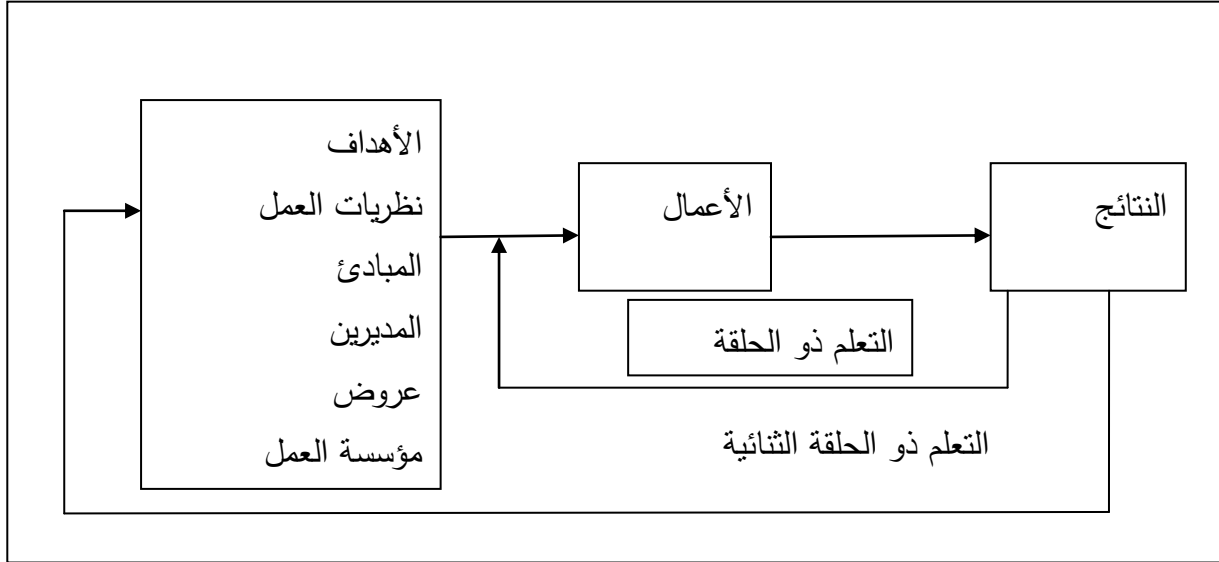 الأهداف
نظريات العمل
المبادئ
المديرين
عروض
مؤسسة العمل
الأعمال
النتائج
التعلم ذو الحلقة
التعلم ذو الحلقة الثنائية